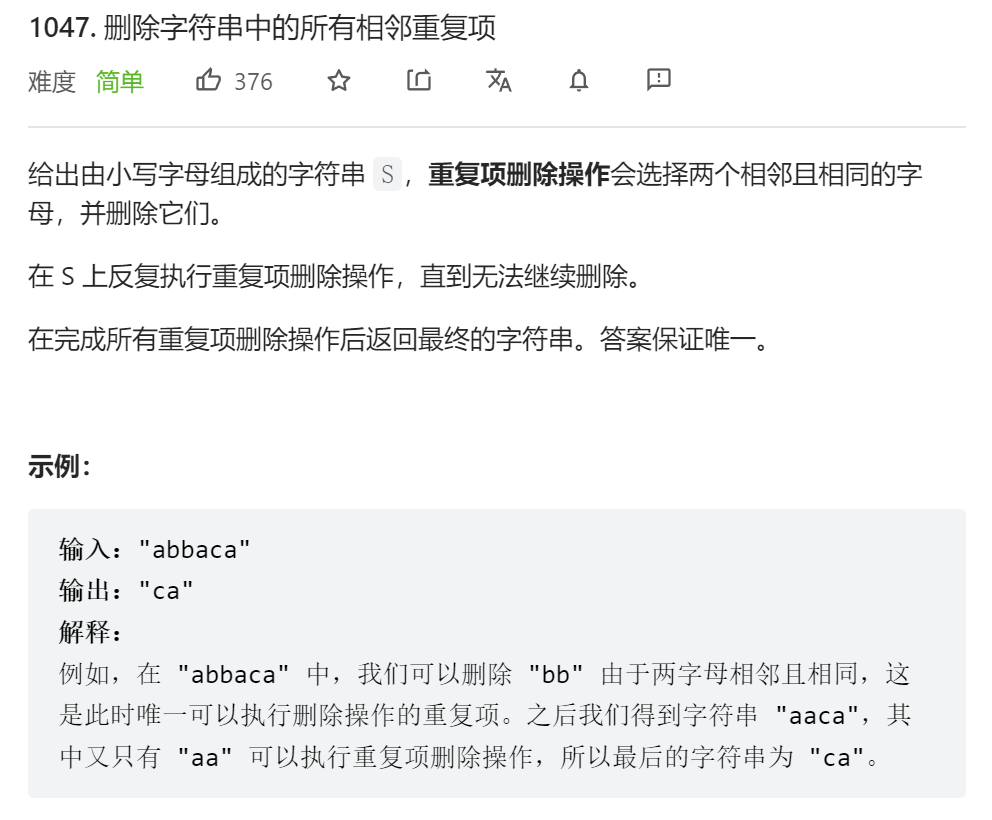 1047. 删除字符串中的所有相邻重复项
难度 简单 376
给出由小写字母组成的字符串 S，重复项删除操作会选择两个相邻且相同的字
母，并删除它们。
在 S 上反复执行重复项删除操作，直到无法继续删除。
在完成所有重复项删除操作后返回最终的字符串。答案保证唯一。
示例：
输入："abbaca"
输出："ca"
解释：
例如，在 "abbaca" 中，我们可以删除 "bb" 由于两字母相邻且相同，这
是此时唯一可以执行删除操作的重复项。之后我们得到字符串 "aaca"，其
中又只有 "aa" 可以执行重复项删除操作，所以最后的字符串为 "ca"。